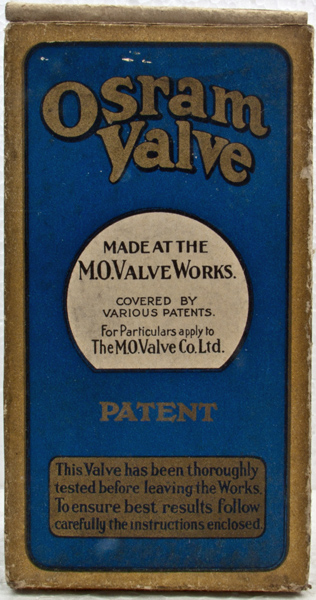 Osram
Valve
MADE AT THE
M.O.VALVE WORKS.
COVERED BY
VARIOUS PATENTS.
For Particulars apply to
The M.O.Valve Co. Ltd.
PATENT
This Valve has been thoroughly
tested before leaving the Works.
To ensure best results follow
carefully the instructions enclosed.